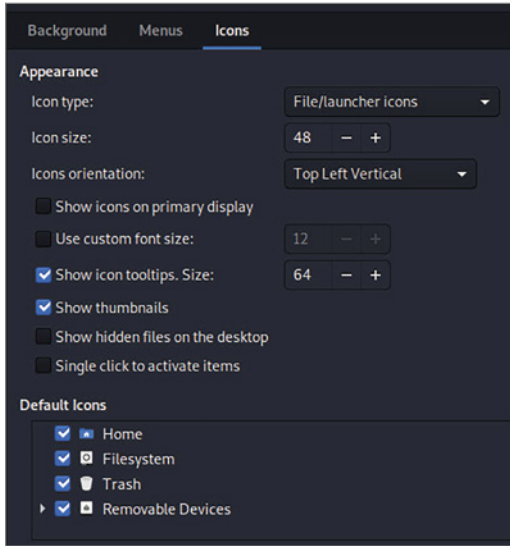 Background Menus Icons
Appearance
Icon type: File/launcher icons
Icon size: 48 − +
Icons orientation: Top Left Vertical
Show icons on primary display
Use custom font size: 12 − +
Show icon tooltips. Size: 64 − +
Show thumbnails
Show hidden files on the desktop
Single click to activate items
Default Icons
Home
Filesystem
Trash
Removable Devices